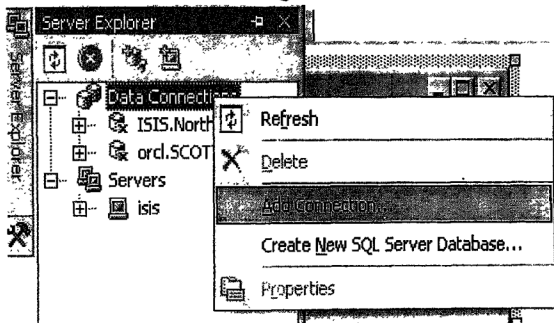 Server Explorer
Server Explorer
Data Connections
ISIS.North
orcl.SCOT
Servers
isis
Refresh
Delete
Add Connection...
Create New SQL Server Database...
Properties